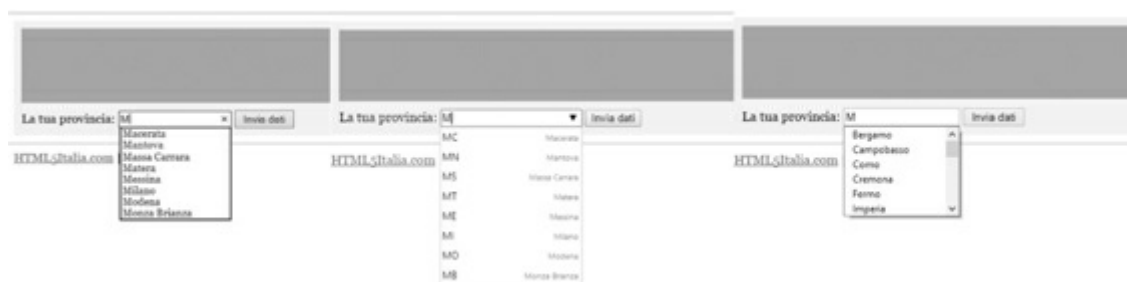 La tua provincia: M × Invia dati
Macerata
Mantova
Massa Carrara
Matera
Messina
Milano
Modena
Monza Brianza
HTML5Italia.com
La tua provincia: M ▼ Invia dati
MC Macerata
MN Mantova
MS Massa Carrara
MT Matera
ME Messina
MI Milano
MO Modena
MB Monza Brianza
HTML5Italia.com
La tua provincia: M Invia dati
Bergamo
Campobasso
Como
Cremona
Fermo
Imperia
HTML5Italia.com